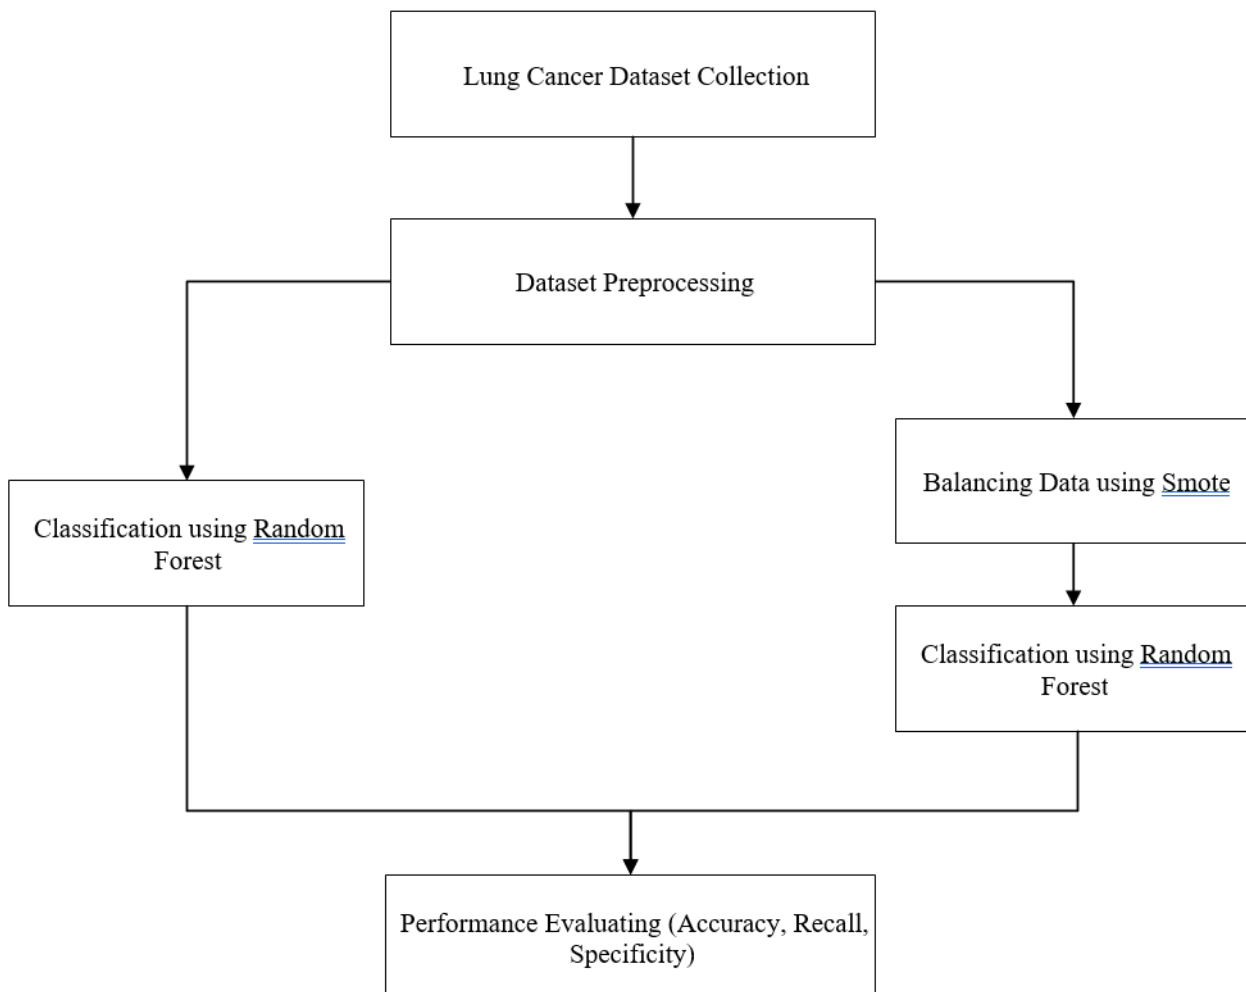 Lung Cancer Dataset Collection
Dataset Preprocessing
Balancing Data using Smote
Classification using Random
Forest
Classification using Random
Forest
Performance Evaluating (Accuracy, Recall,
Specificity)